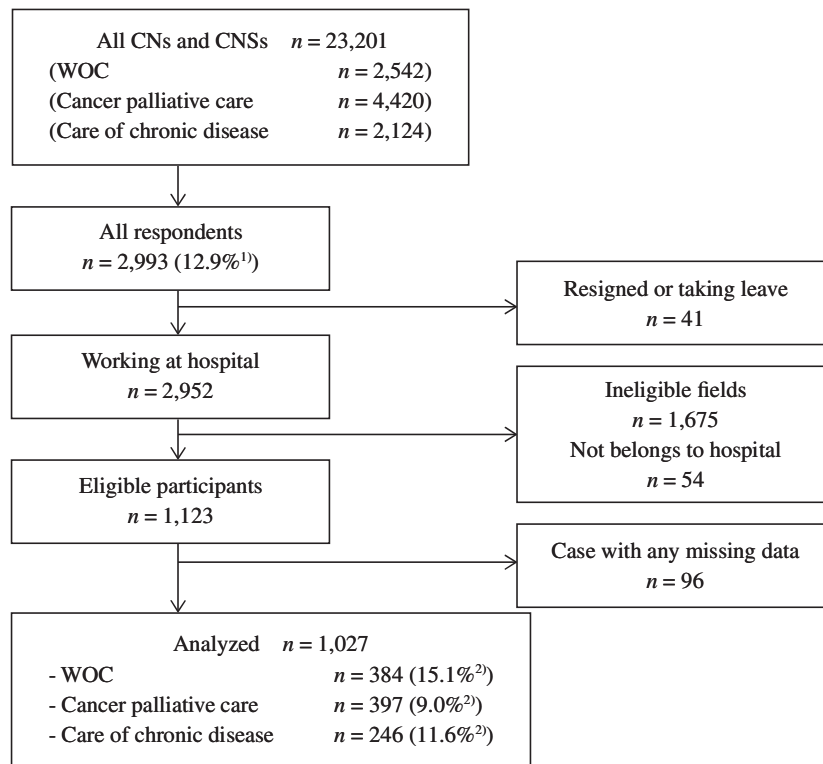 All CNs and CNSs n = 23,201
(WOC n = 2,542)
(Cancer palliative care n = 4,420)
(Care of chronic disease n = 2,124)
All respondents
n = 2,993 (12.9%1))
Resigned or taking leave
n = 41
Working at hospital
n = 2,952
Ineligible fields
n = 1,675
Not belongs to hospital
n = 54
Eligible participants
n = 1,123
Case with any missing data
n = 96
Analyzed n = 1,027
- WOC n = 384 (15.1%2))
- Cancer palliative care n = 397 (9.0%2))
- Care of chronic disease n = 246 (11.6%2))